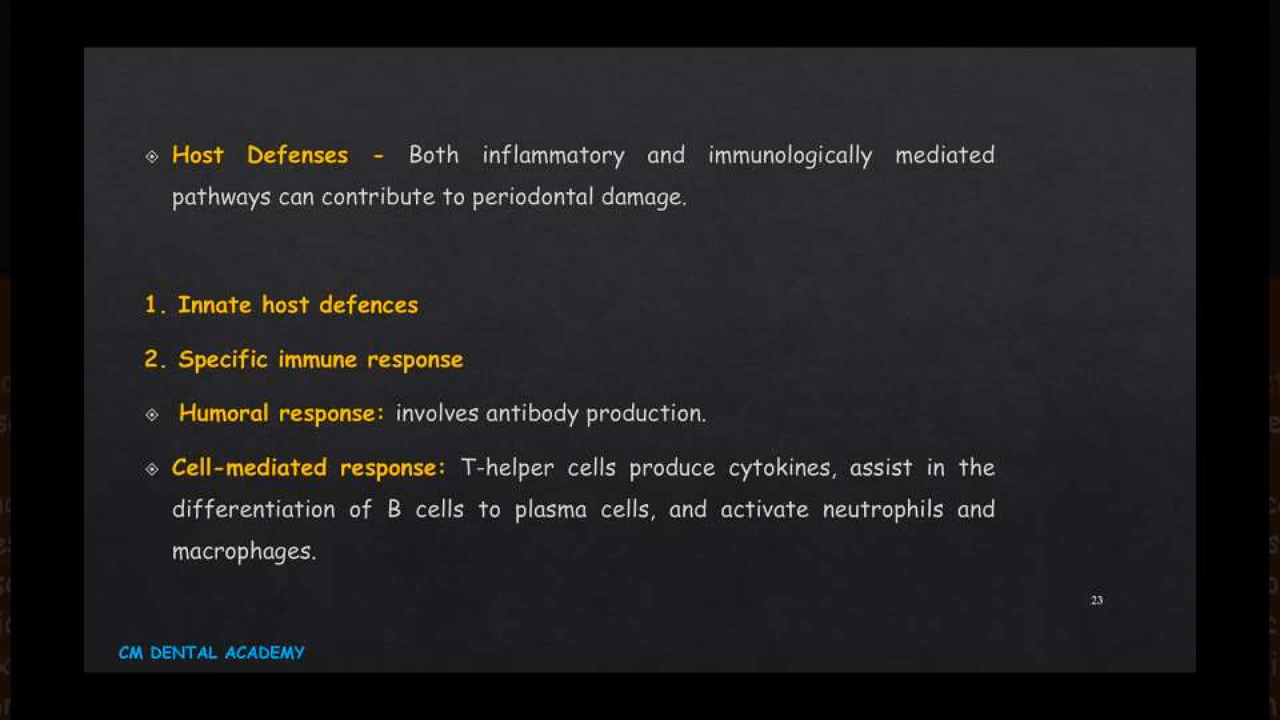 Host Defenses - Both inflammatory and immunologically mediated
pathways can contribute to periodontal damage.
1. Innate host defences
2. Specific immune response
Humoral response: involves antibody production.
Cell-mediated response: T-helper cells produce cytokines, assist in the
differentiation of B cells to plasma cells, and activate neutrophils and
macrophages.
23
CM DENTAL ACADEMY